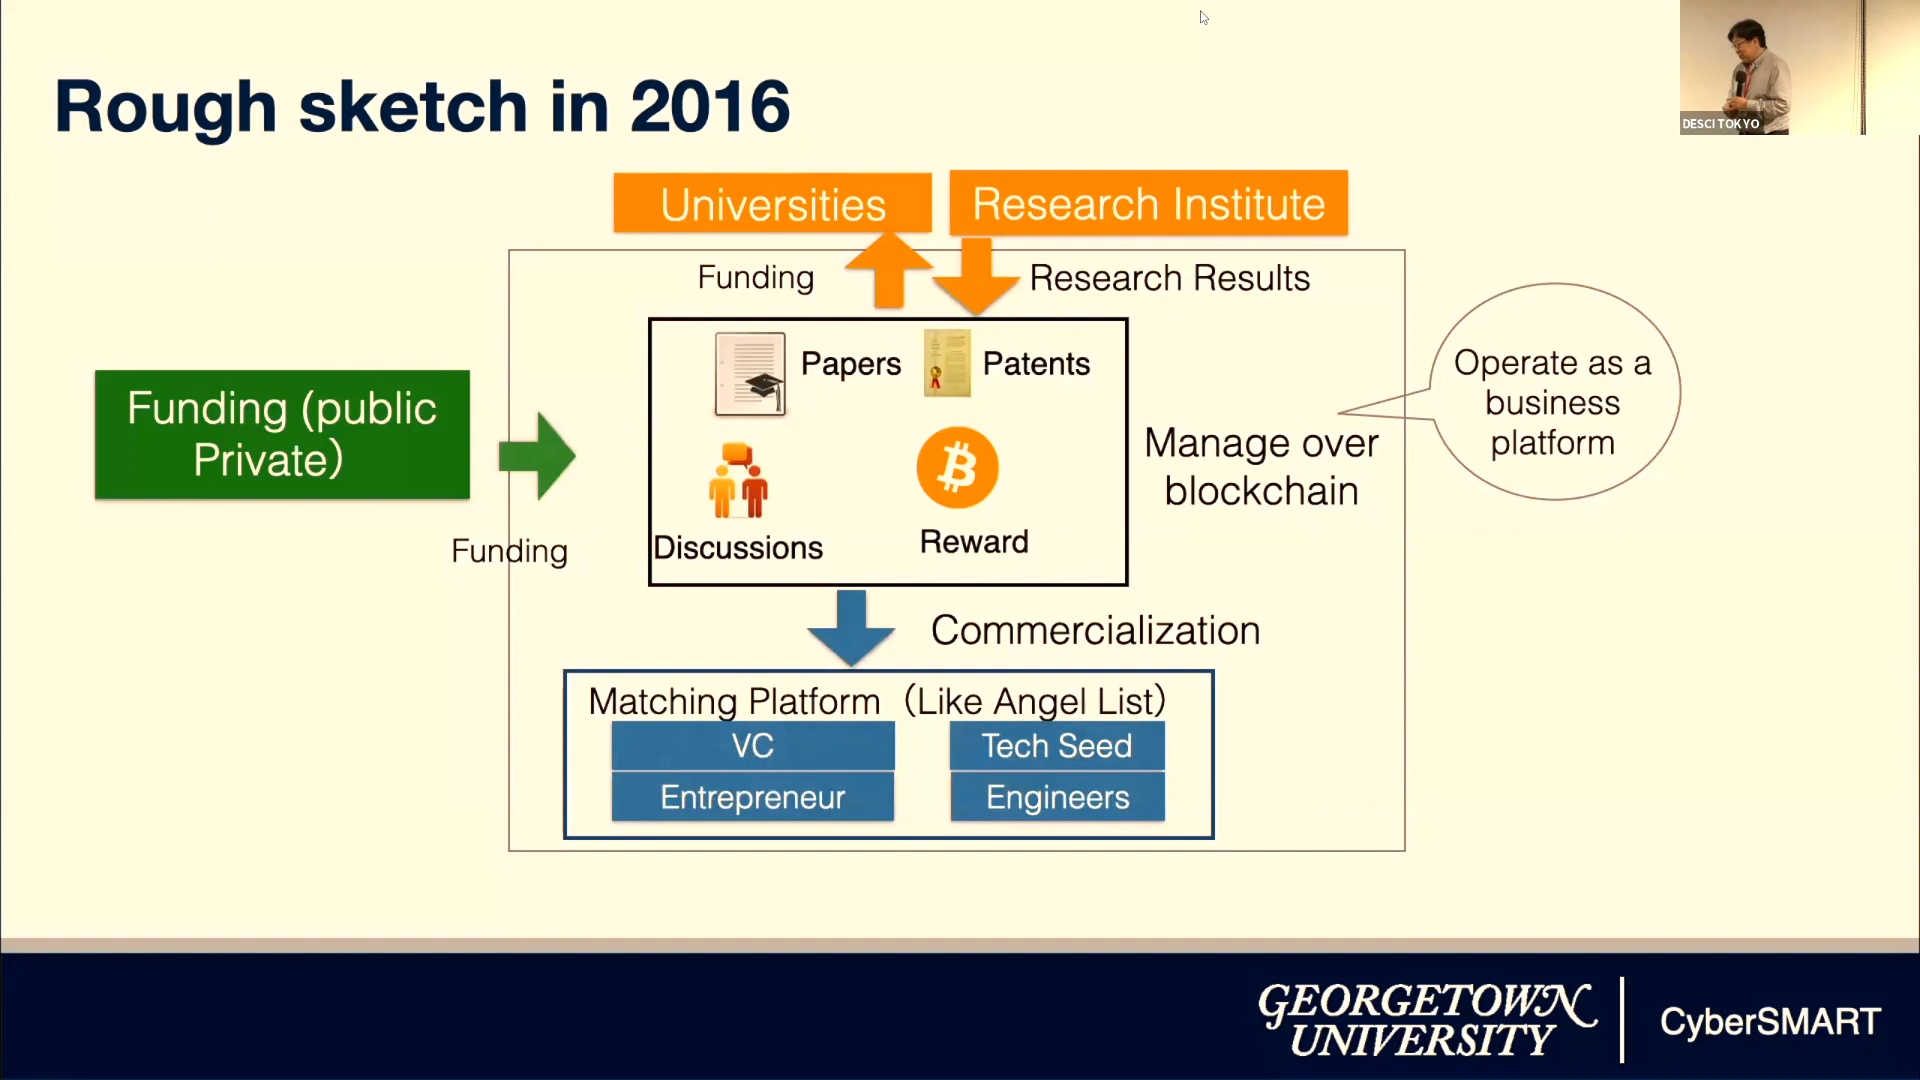 DESCI TOKYO
Rough sketch in 2016
Universities
Research Institute
Funding
Research Results
Papers
Patents
Funding (public
Private）
Operate as a
business
platform
Manage over
blockchain
Funding
Discussions
Reward
Commercialization
Matching Platform（Like Angel List）
VC
Tech Seed
Entrepreneur
Engineers
GEORGETOWN
UNIVERSITY
CyberSMART